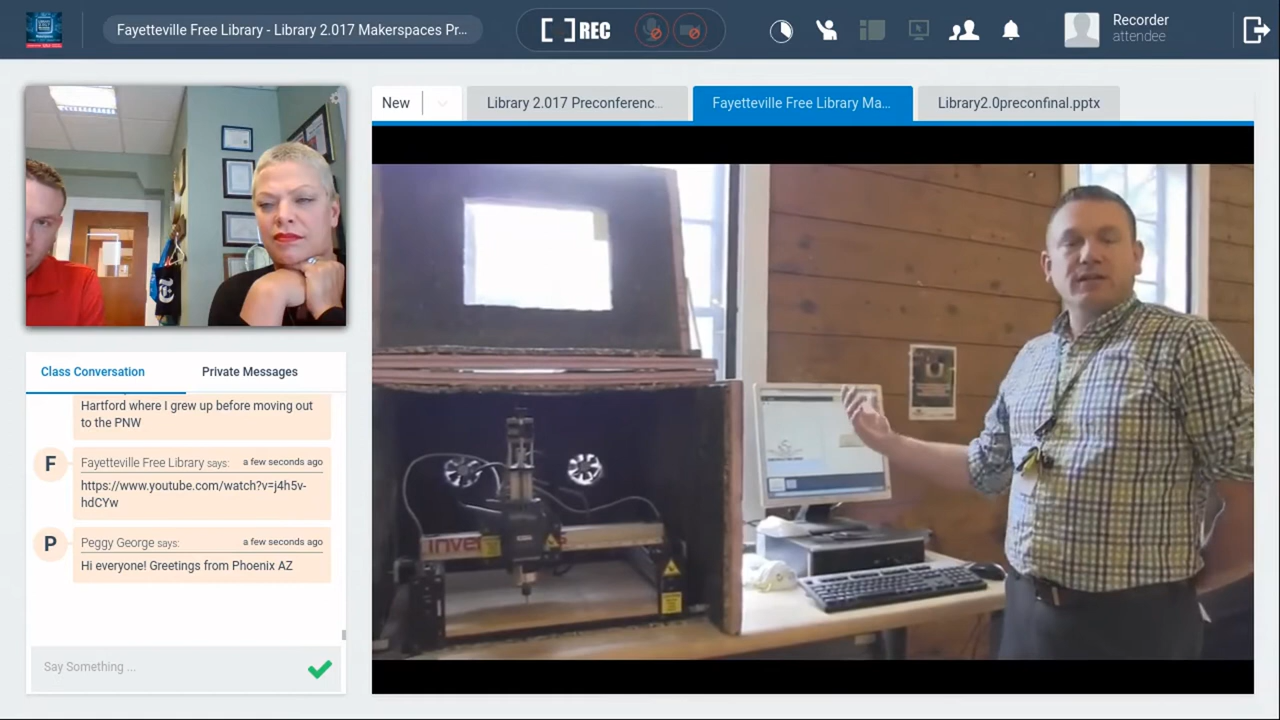 Fayetteville Free Library - Library 2.017 Makerspaces Pr...
REC
Recorder
attendee
New
Library 2.017 Preconferenc...
Fayetteville Free Library Ma...
Library2.0preconfinal.pptx
Class Conversation
Private Messages
Hartford where I grew up before moving out
to the PNW
F
Fayetteville Free Library says:
a few seconds ago
https://www.youtube.com/watch?v=j4h5v-
hdCYw
P
Peggy George says:
a few seconds ago
Hi everyone! Greetings from Phoenix AZ
Say Something ...